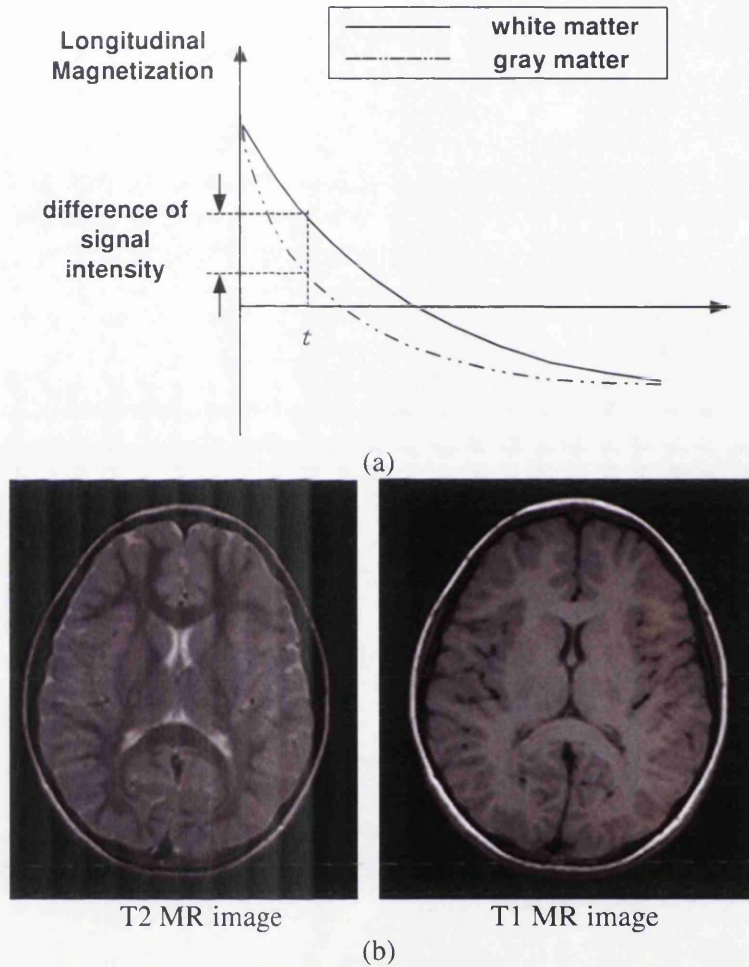 Longitudinal
Magnetization
white matter
gray matter
difference of
signal
intensity
t
(a)
T2 MR image
T1 MR image
(b)